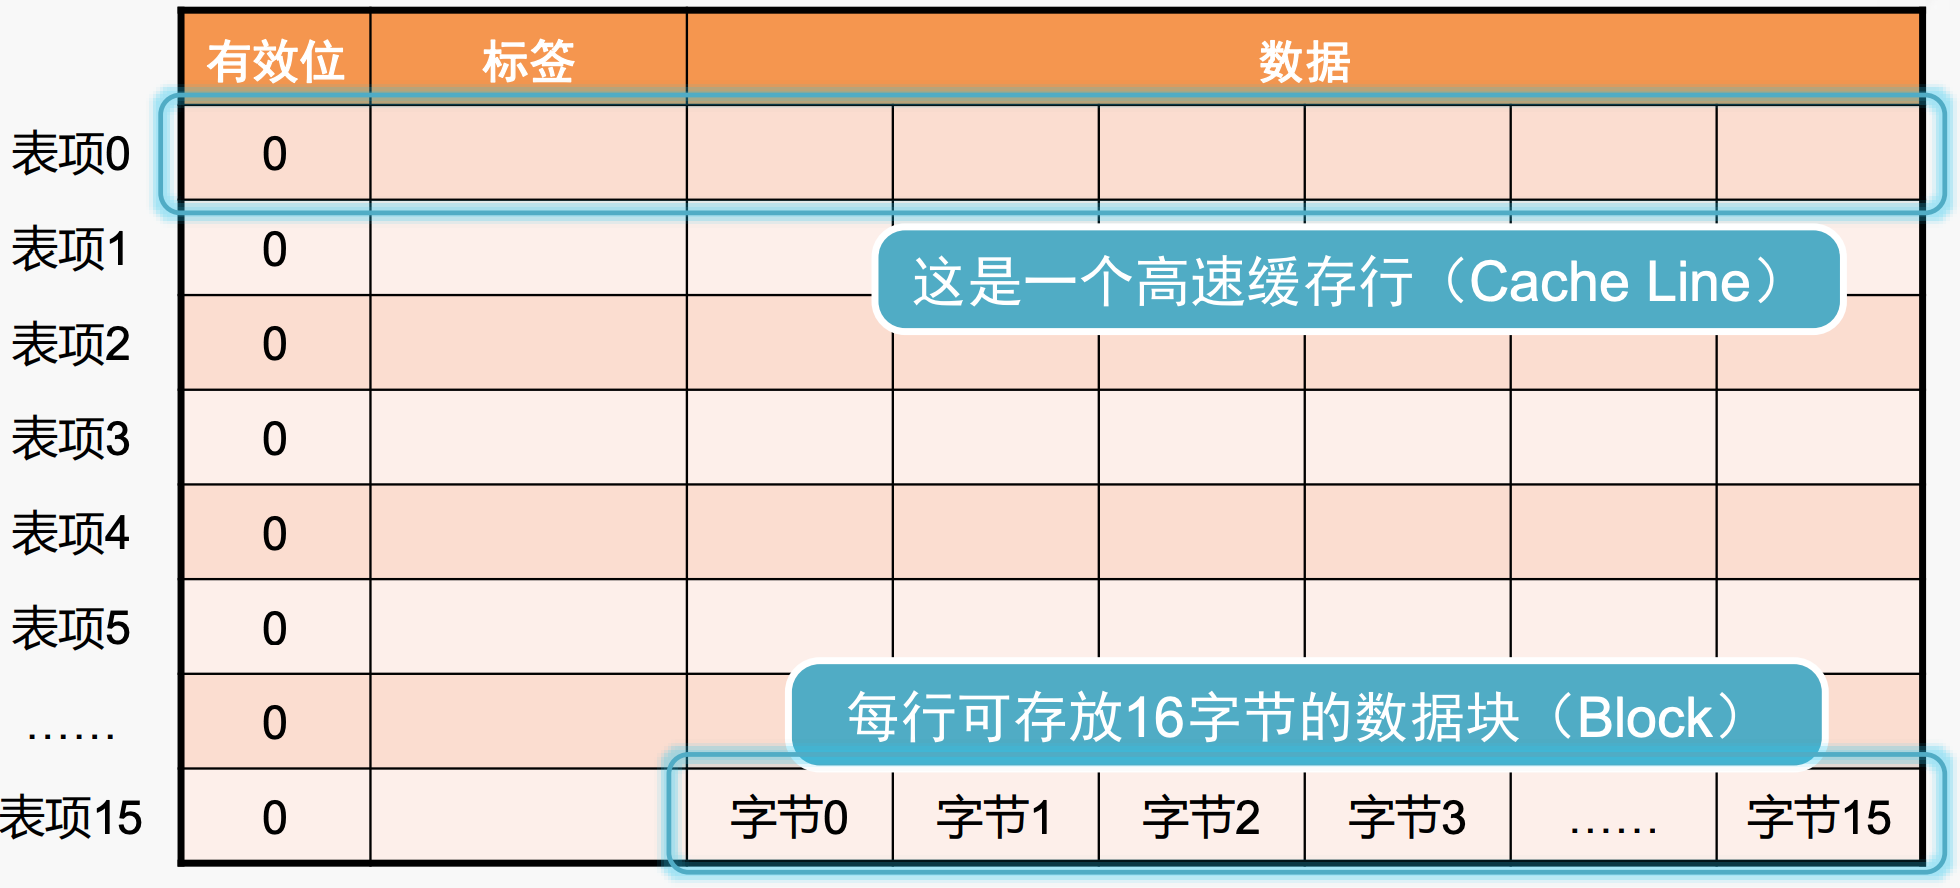 有效位 标签 数据
表项0 0
表项1 0
这是一个高速缓存行（Cache Line）
表项2 0
表项3 0
表项4 0
表项5 0
每行可存放16字节的数据块（Block）
…… 0
表项15 0 字节0 字节1 字节2 字节3 …… 字节15